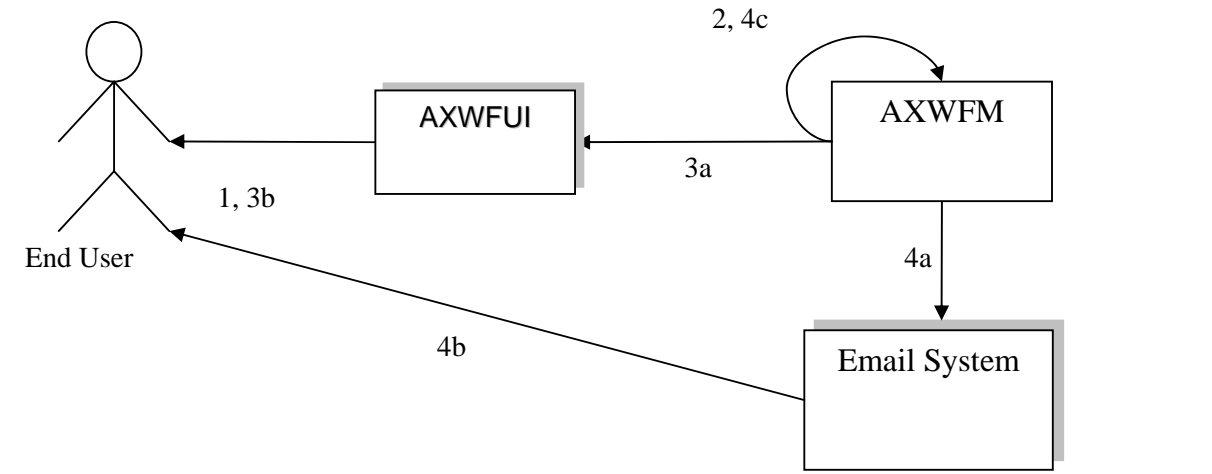 2, 4c
AXWFUI
AXWFM
3a
1, 3b
End User
4a
4b
Email System